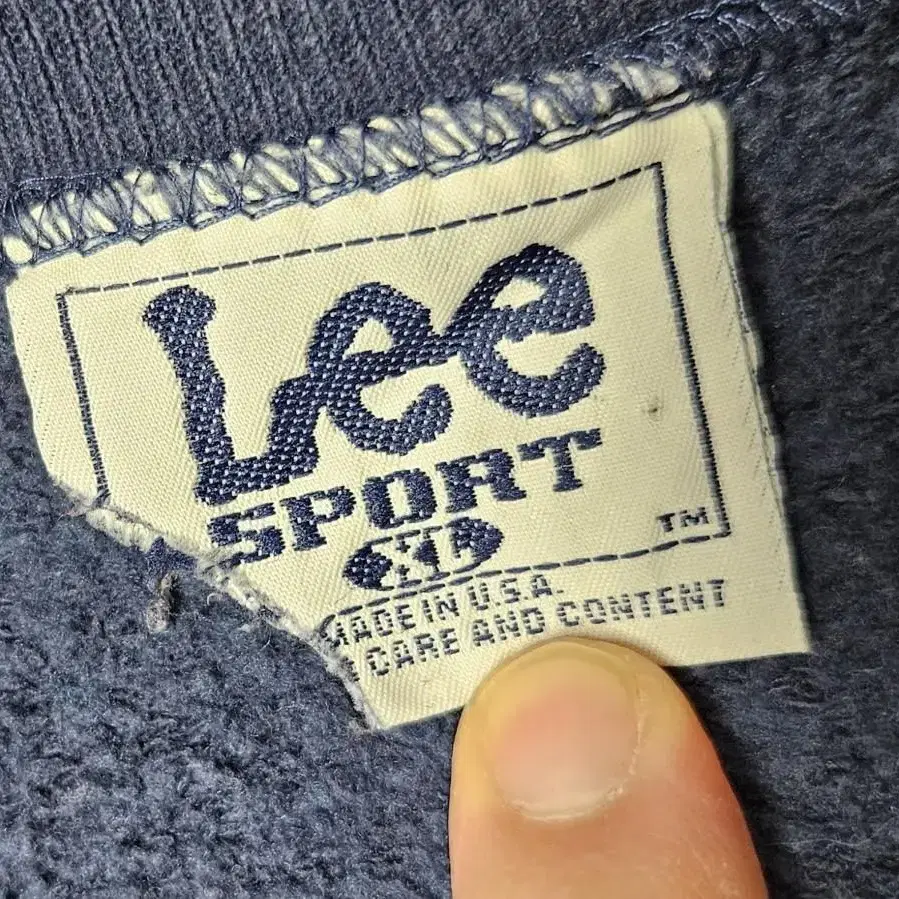 Lee
SPORT
XL
TM
MADE IN U.S.A.
CARE AND CONTENT